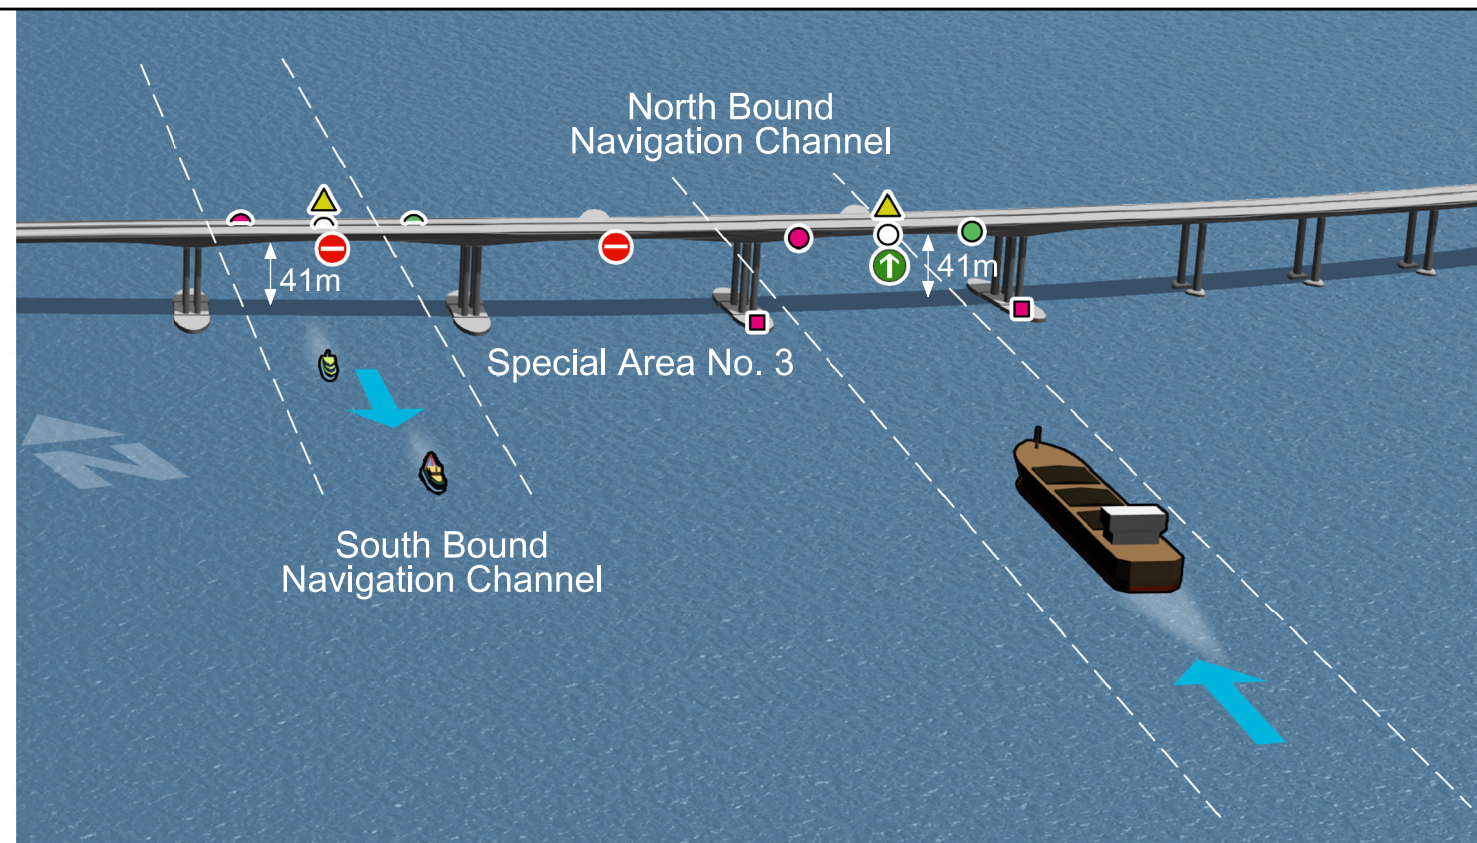 North Bound
Navigation Channel
41m
41m
Special Area No. 3
N
South Bound
Navigation Channel